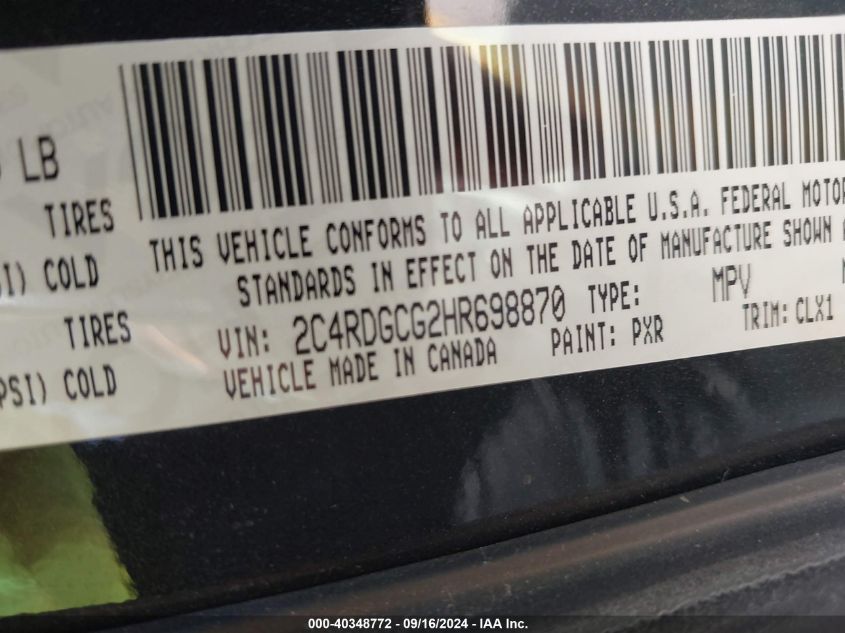 LB
TIRES
COLD
TIRES
PSI) COLD
THIS VEHICLE CONFORMS TO ALL APPLICABLE U.S.A. FEDERAL MOTOR
STANDARDS IN EFFECT ON THE DATE OF MANUFACTURE SHOWN
VIN: 2C4RDGCG2HR698870 TYPE: MPV
VEHICLE MADE IN CANADA PAINT: PXR TRIM: CLX1
000-40348772 - 09/16/2024 - IAA Inc.